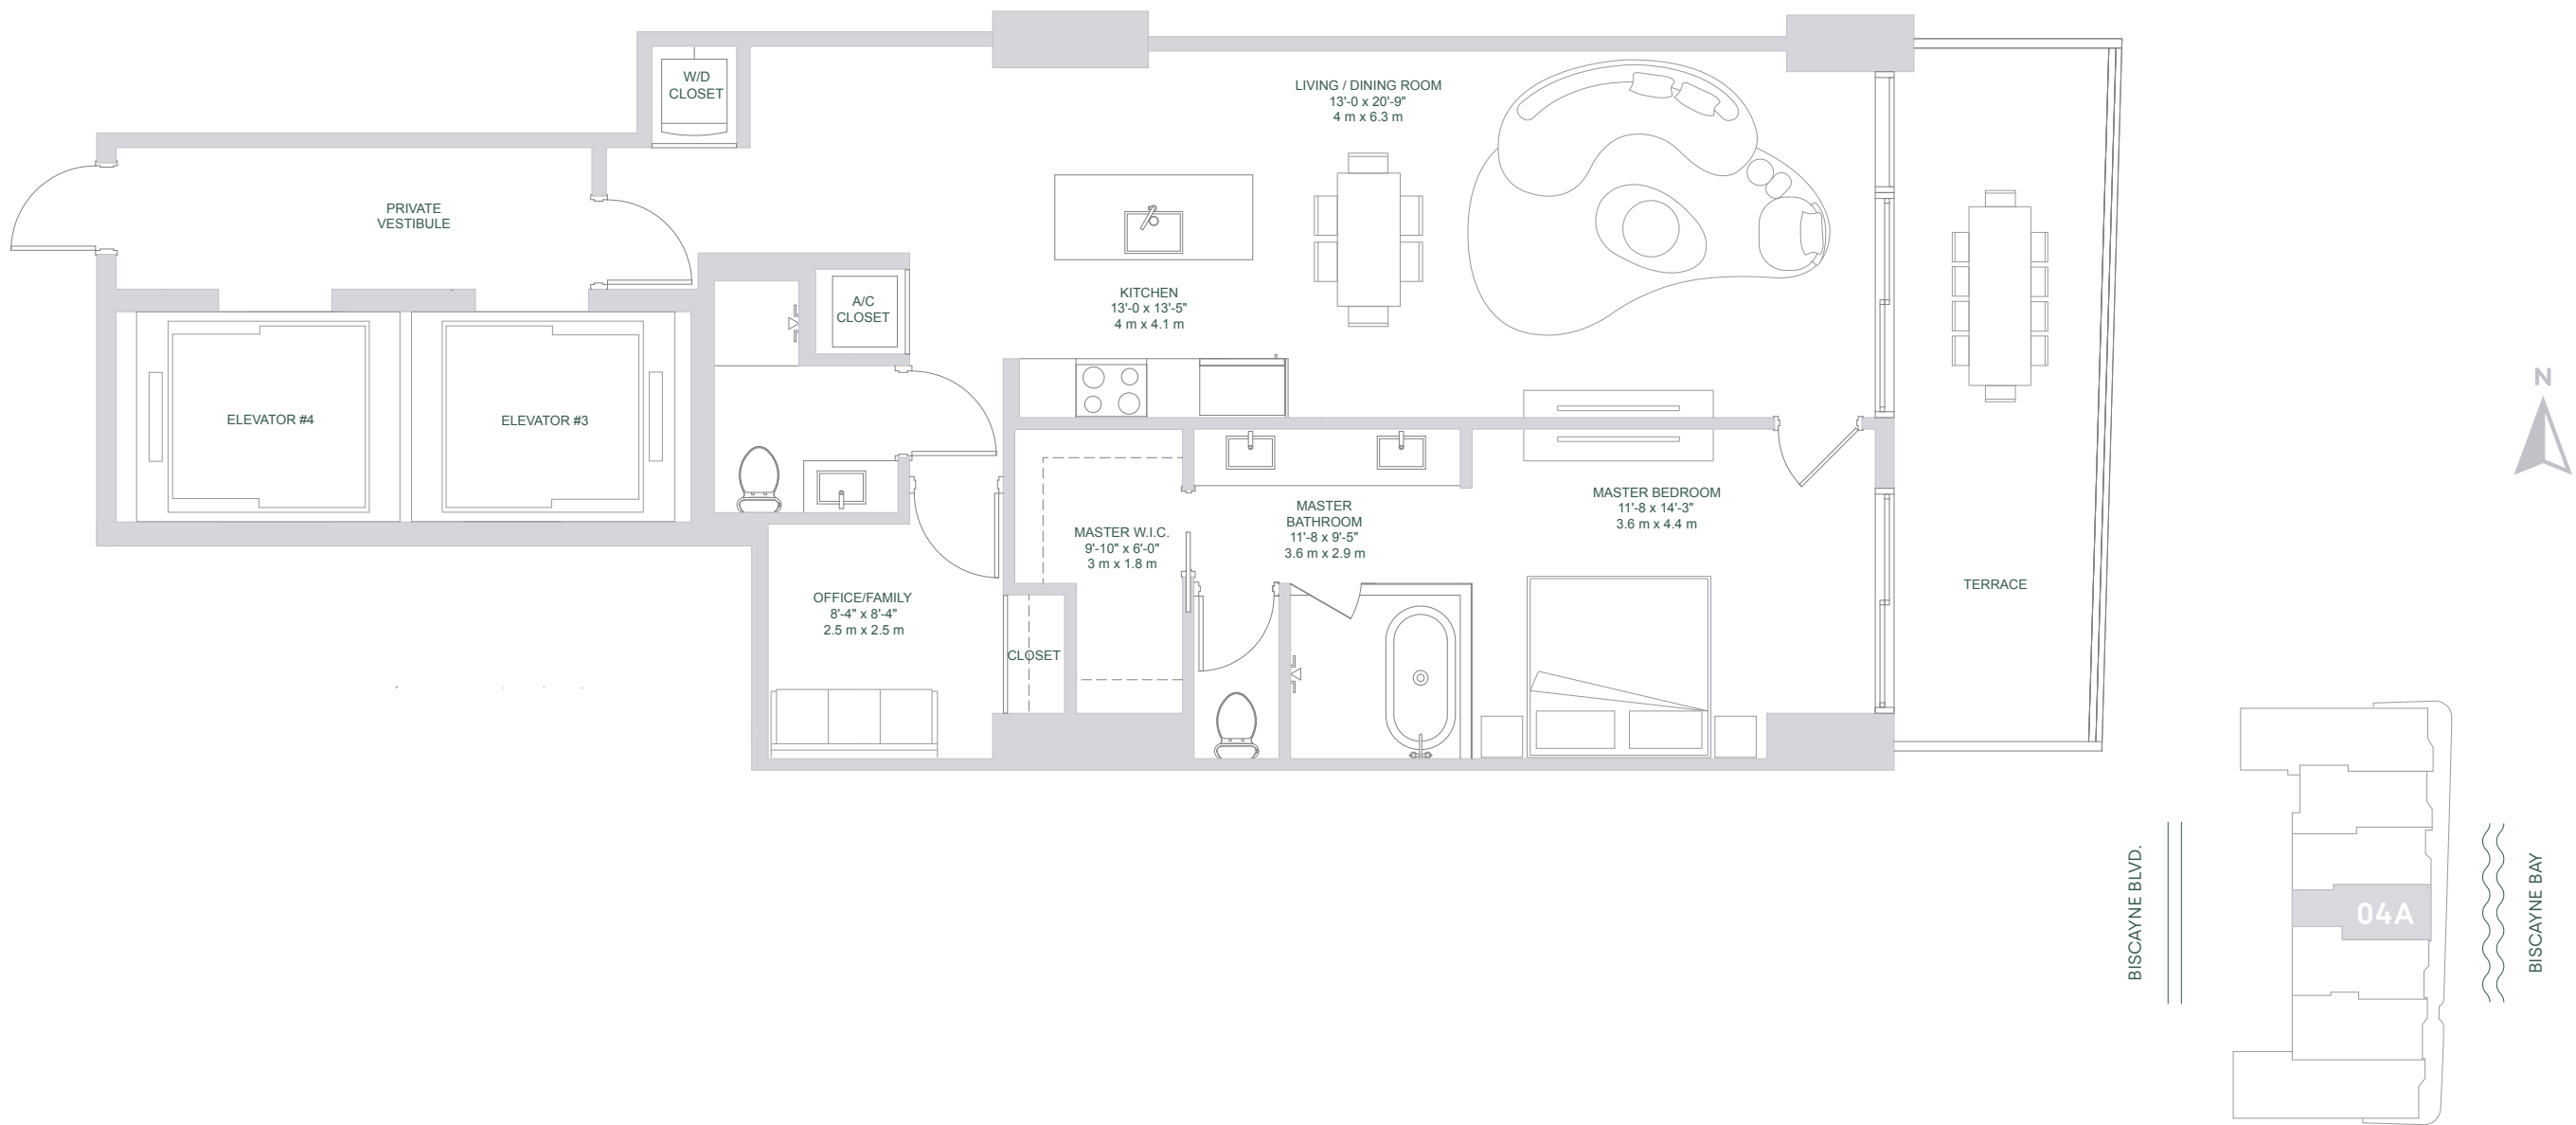 W/D
CLOSET
LIVING / DINING ROOM
13'-0 x 20'-9"
4 m x 6.3 m
PRIVATE
VESTIBULE
KITCHEN
13'-0 x 13'-5"
4 m x 4.1 m
A/C
CLOSET
ELEVATOR #4
ELEVATOR #3
N
MASTER BEDROOM
11'-8 x 14'-3"
3.6 m x 4.4 m
MASTER
BATHROOM
11'-8 x 9'-5"
3.6 m x 2.9 m
MASTER W.I.C.
9'-10" x 6'-0"
3 m x 1.8 m
TERRACE
OFFICE/FAMILY
8'-4" x 8'-4"
2.5 m x 2.5 m
CLOSET
BISCAYNE BLVD.
04A
BISCAYNE BAY